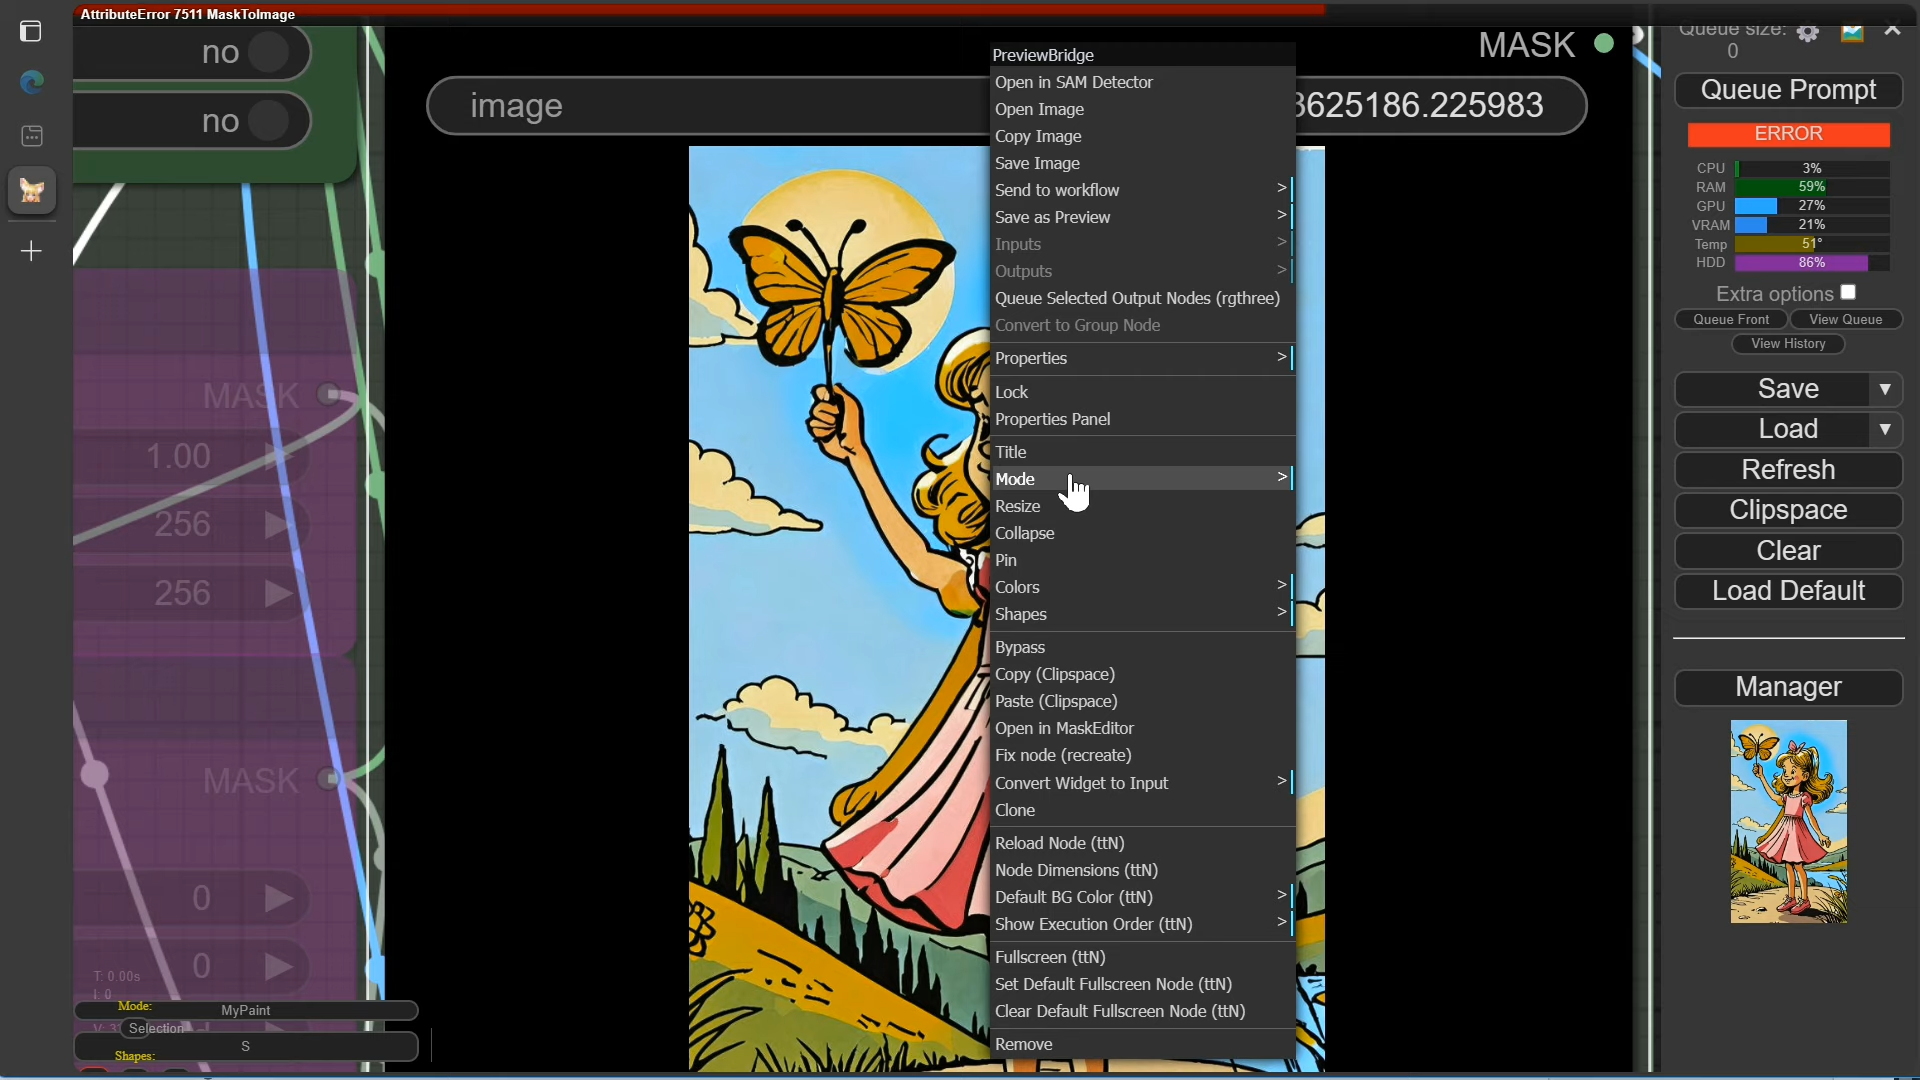 AttributeError 7511 MaskToImage
no
no
MASK
1.00
256
256
MASK
0
0
T: 0.00s
I: 0
Mode:
MyPaint
Selection
S
Shapes:
MASK
image
3625186.225983
PreviewBridge
Open in SAM Detector
Open Image
Copy Image
Save Image
Send to workflow >
Save as Preview >
Inputs >
Outputs >
Queue Selected Output Nodes (rgthree)
Convert to Group Node
Properties >
Lock
Properties Panel
Title
Mode >
Resize
Collapse
Pin
Colors >
Shapes >
Bypass
Copy (Clipspace)
Paste (Clipspace)
Open in MaskEditor
Fix node (recreate)
Convert Widget to Input >
Clone
Reload Node (ttN)
Node Dimensions (ttN)
Default BG Color (ttN) >
Show Execution Order (ttN) >
Fullscreen (ttN)
Set Default Fullscreen Node (ttN)
Clear Default Fullscreen Node (ttN)
Remove
Queue size:
0
Queue Prompt
ERROR
CPU 3%
RAM 59%
GPU 27%
VRAM 21%
Temp 51°
HDD 86%
Extra options
Queue Front View Queue
View History
Save
Load
Refresh
Clipspace
Clear
Load Default
Manager